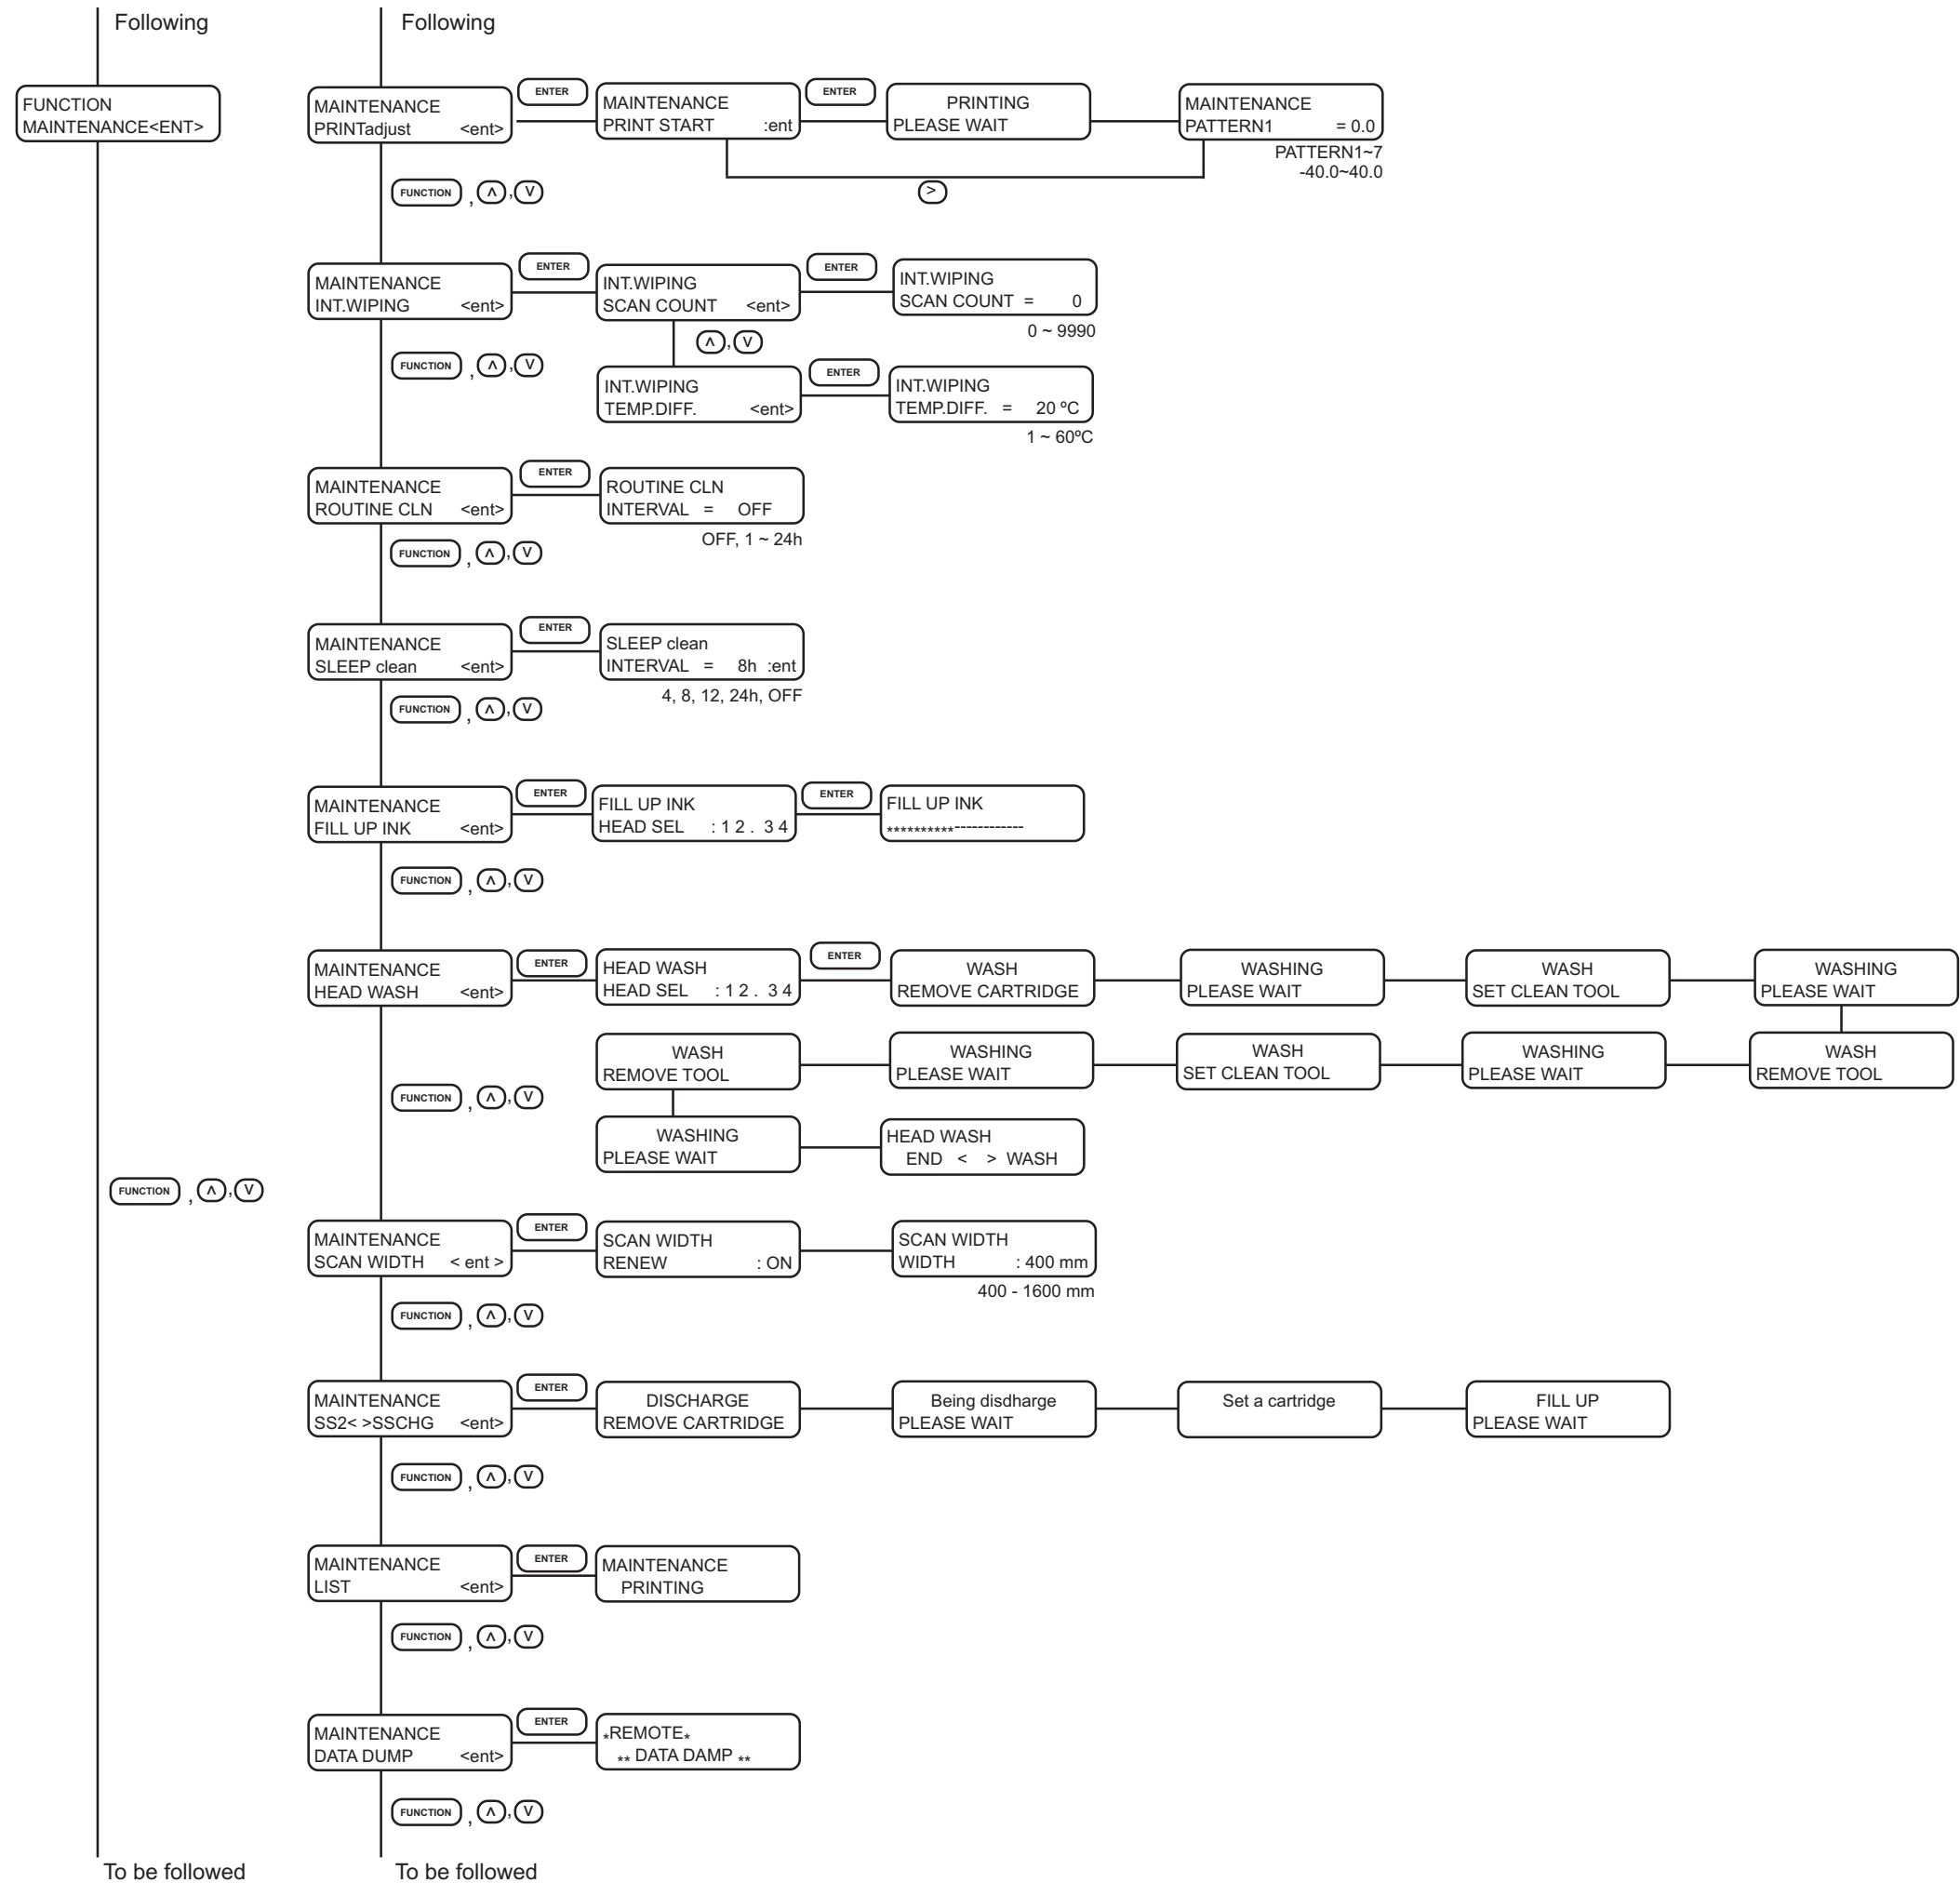 Following
Following
FUNCTION
MAINTENANCE<ENT>
MAINTENANCE
PRINTadjust <ent>
ENTER
MAINTENANCE
PRINT START :ent
ENTER
PRINTING
PLEASE WAIT
MAINTENANCE
PATTERN1 = 0.0
PATTERN1~7
-40.0~40.0
>
FUNCTION , ʌ , V
MAINTENANCE
INT.WIPING <ent>
ENTER
INT.WIPING
SCAN COUNT <ent>
ENTER
INT.WIPING
SCAN COUNT = 0
0 ~ 9990
ʌ , V
FUNCTION , ʌ , V
INT.WIPING
TEMP.DIFF. <ent>
ENTER
INT.WIPING
TEMP.DIFF. = 20 ºC
1 ~ 60ºC
MAINTENANCE
ROUTINE CLN <ent>
ENTER
ROUTINE CLN
INTERVAL = OFF
OFF, 1 ~ 24h
FUNCTION , ʌ , V
MAINTENANCE
SLEEP clean <ent>
ENTER
SLEEP clean
INTERVAL = 8h :ent
4, 8, 12, 24h, OFF
FUNCTION , ʌ , V
MAINTENANCE
FILL UP INK <ent>
ENTER
FILL UP INK
HEAD SEL : 1 2 . 3 4
ENTER
FILL UP INK
**********------------
FUNCTION , ʌ , V
MAINTENANCE
HEAD WASH <ent>
ENTER
HEAD WASH
HEAD SEL : 1 2 . 3 4
ENTER
WASH
REMOVE CARTRIDGE
WASHING
PLEASE WAIT
WASH
SET CLEAN TOOL
WASHING
PLEASE WAIT
WASH
REMOVE TOOL
WASHING
PLEASE WAIT
WASH
SET CLEAN TOOL
WASHING
PLEASE WAIT
WASH
REMOVE TOOL
FUNCTION , ʌ , V
WASHING
PLEASE WAIT
HEAD WASH
END < > WASH
FUNCTION , ʌ , V
MAINTENANCE
SCAN WIDTH < ent >
ENTER
SCAN WIDTH
RENEW : ON
SCAN WIDTH
WIDTH : 400 mm
400 - 1600 mm
FUNCTION , ʌ , V
MAINTENANCE
SS2< >SSCHG <ent>
ENTER
DISCHARGE
REMOVE CARTRIDGE
Being disdharge
PLEASE WAIT
Set a cartridge
FILL UP
PLEASE WAIT
FUNCTION , ʌ , V
MAINTENANCE
LIST <ent>
ENTER
MAINTENANCE
PRINTING
FUNCTION , ʌ , V
MAINTENANCE
DATA DUMP <ent>
ENTER
*REMOTE*
** DATA DAMP **
FUNCTION , ʌ , V
To be followed
To be followed